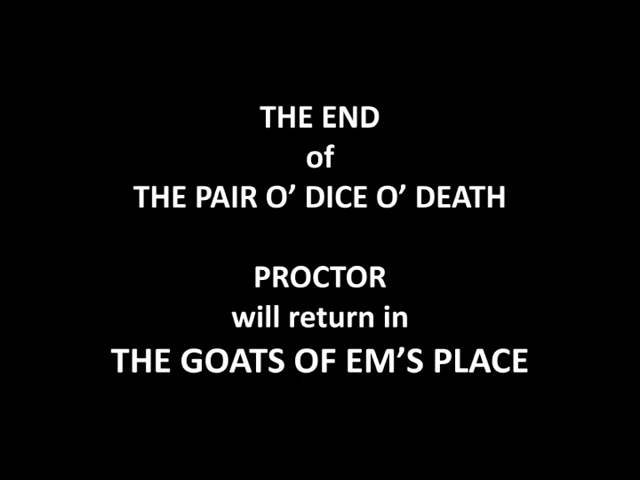 THE END
of
THE PAIR O’ DICE O’ DEATH
PROCTOR
will return in
THE GOATS OF EM’S PLACE